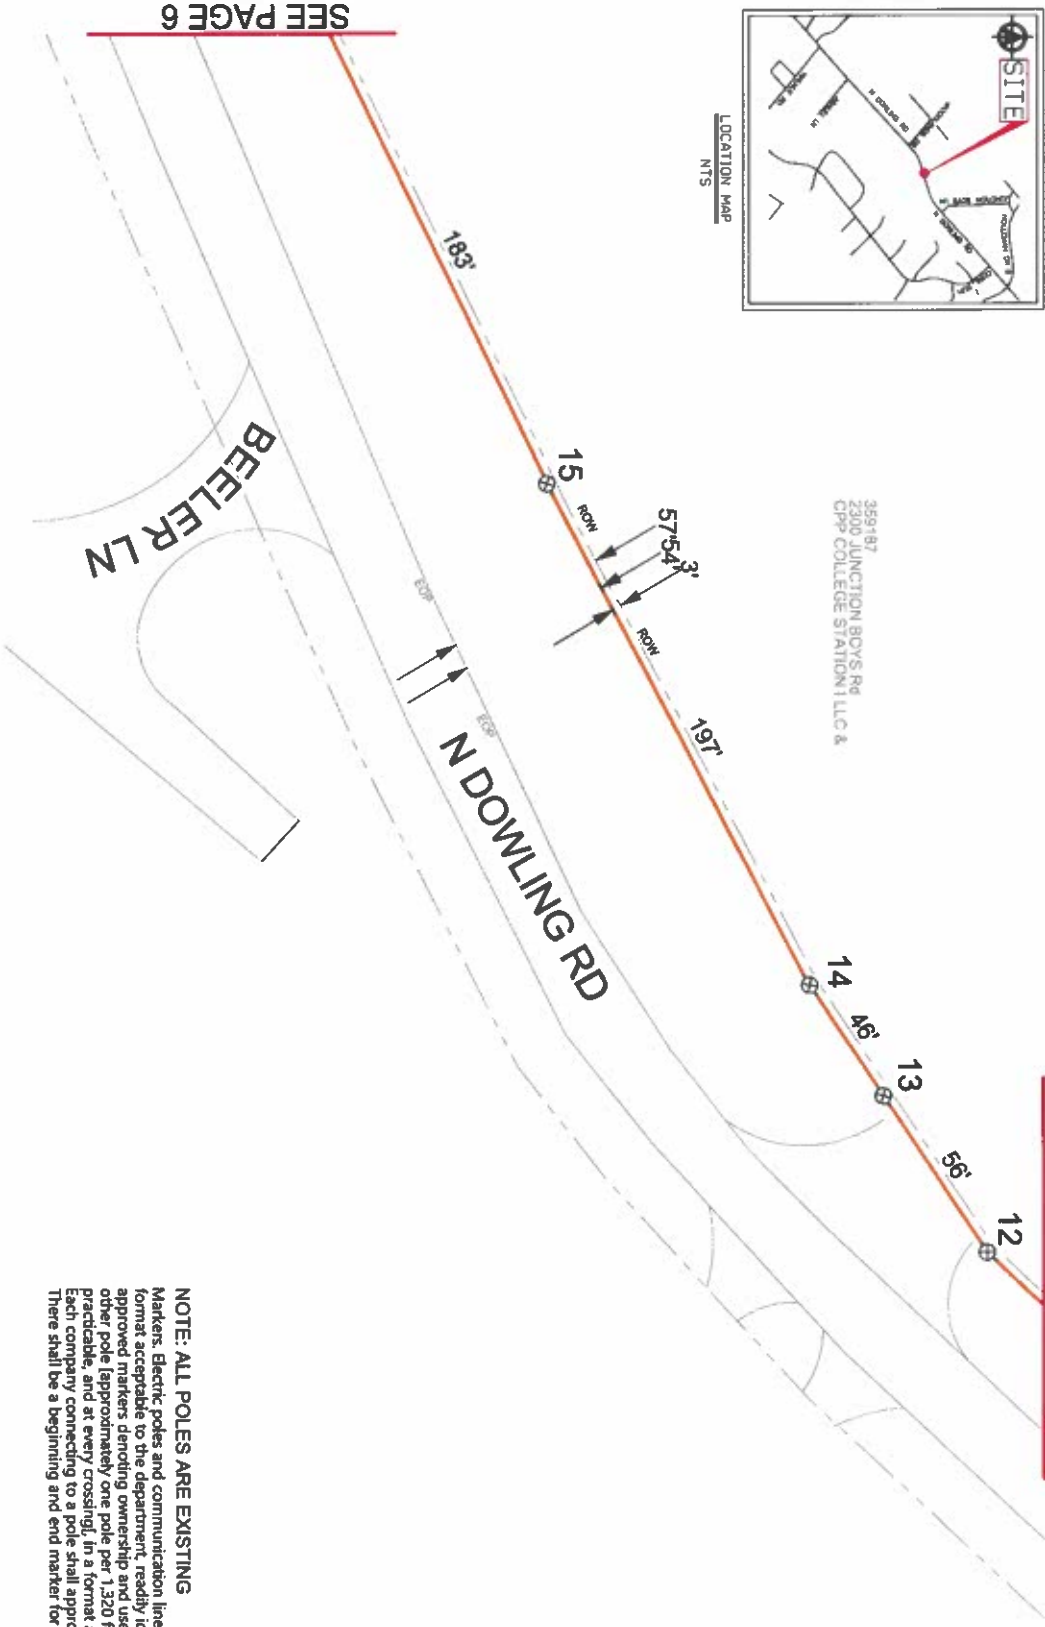 SEE PAGE 6
SITE
N DOWLING RD
LOCATION MAP
NTS
359187
2300 JUNCTION BOYS Rd
CPP COLLEGE STATION I LLC &
183'
15
ROW
57'
54'
3'
ROW
197'
14
46'
13
56'
12
EOP
EOP
BEELER LN
N DOWLING RD
NOTE: ALL POLES ARE EXISTING
Markers. Electric poles and communication line
format acceptable to the department, readily
approved markers denoting ownership and use
other pole [approximately one pole per 1,320 f
practicable, and at every crossing[, in a format
Each company connecting to a pole shall appro
There shall be a beginning and end marker for